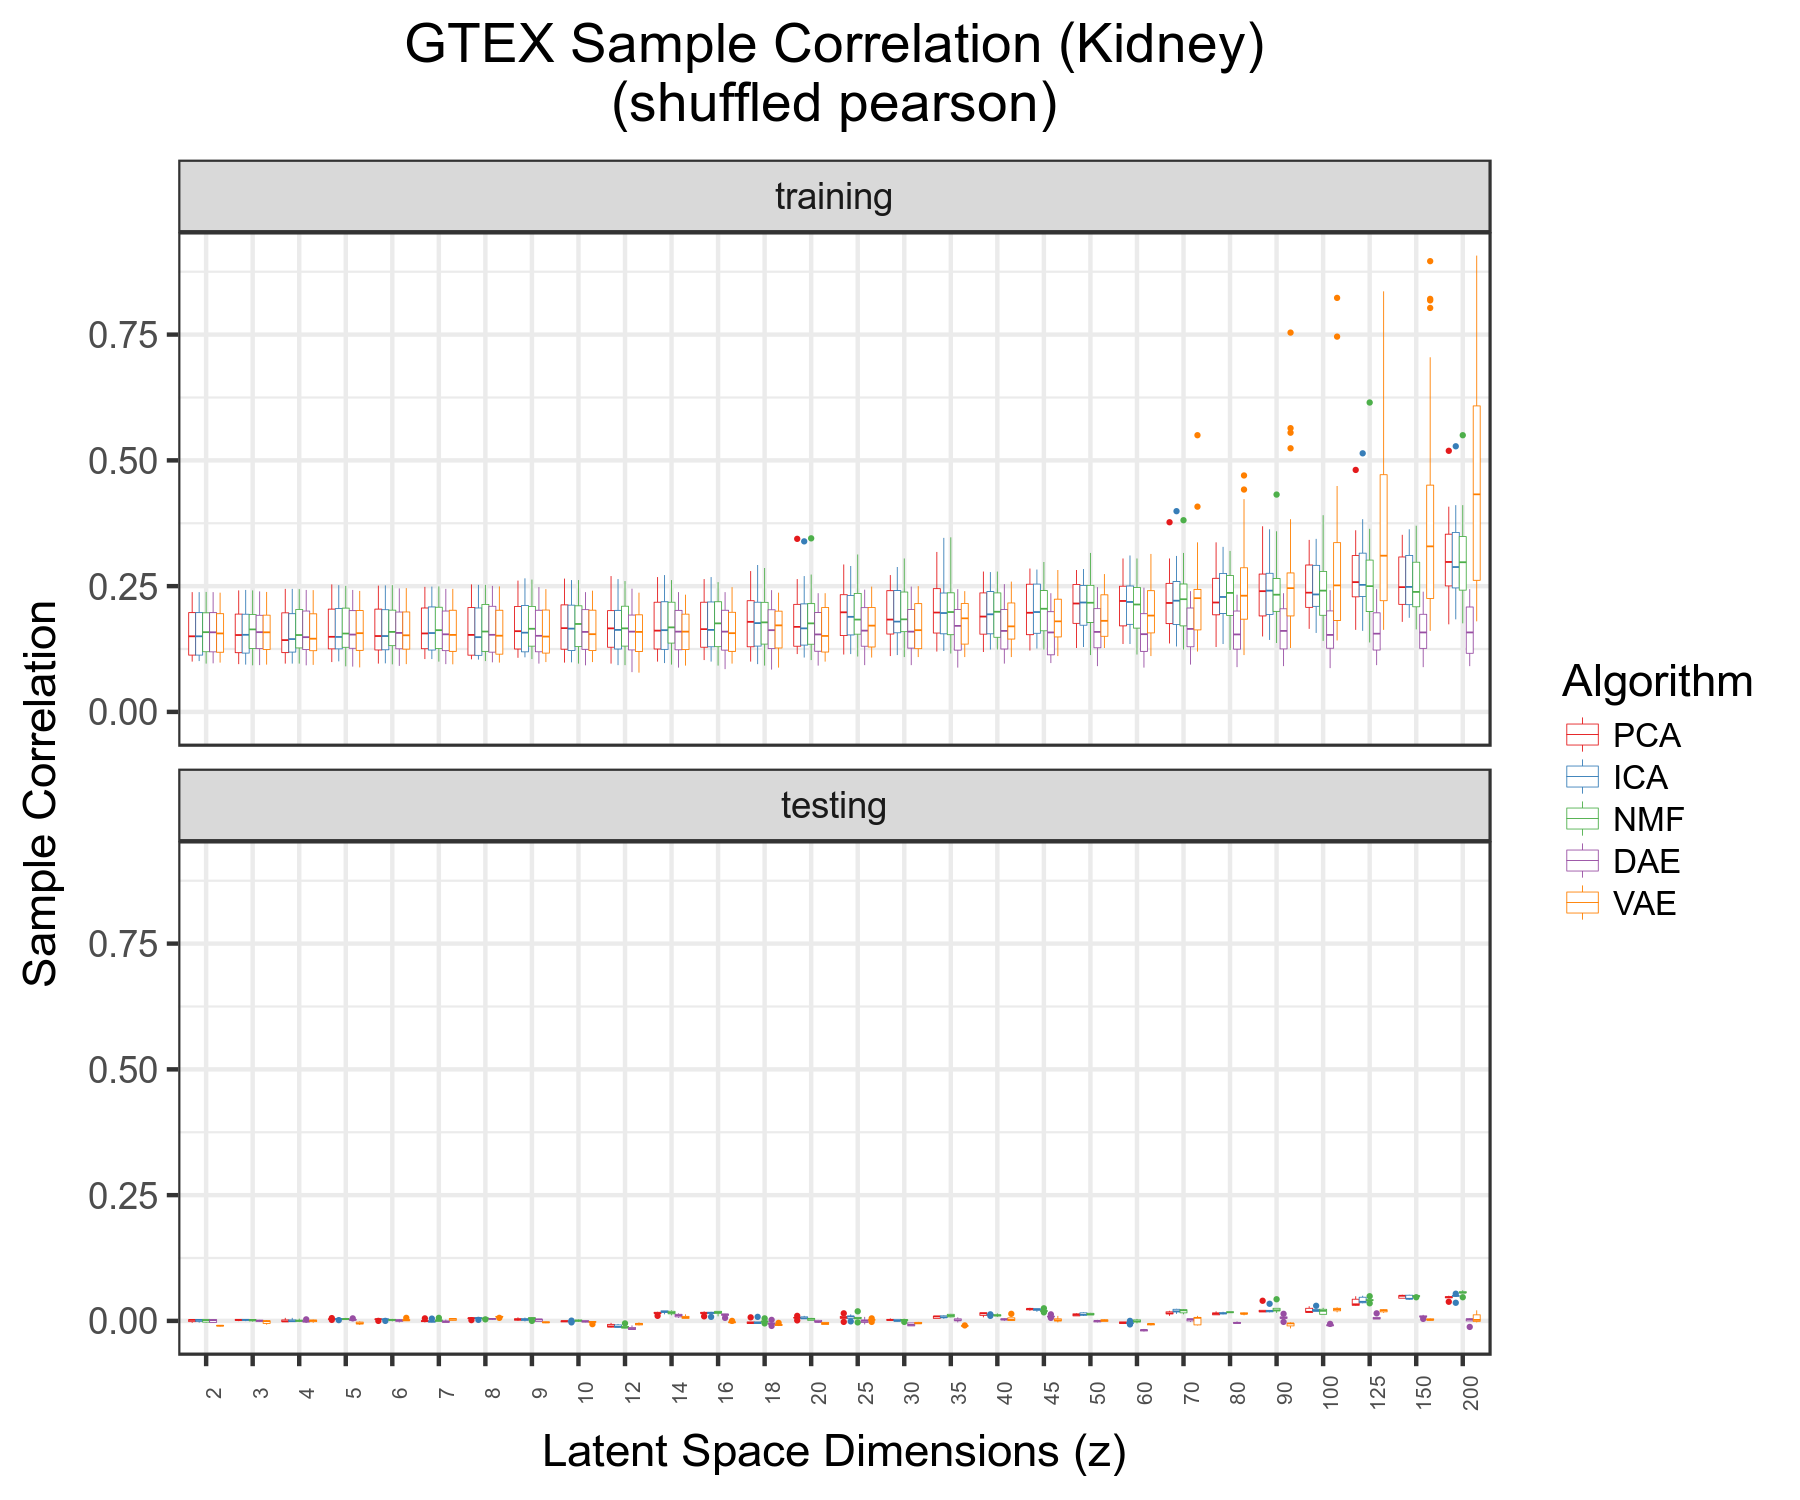 GTEX Sample Correlation (Kidney)
(shuffled pearson)
training
0.75
0.50
0.25
0.00
testing
0.75
0.50
0.25
0.00
Sample Correlation
2 3 4 5 6 7 8 9 10 12 14 16 18 20 25 30 35 40 45 50 60 70 80 90 100 125 150 200
Latent Space Dimensions (z)
Algorithm
PCA
ICA
NMF
DAE
VAE